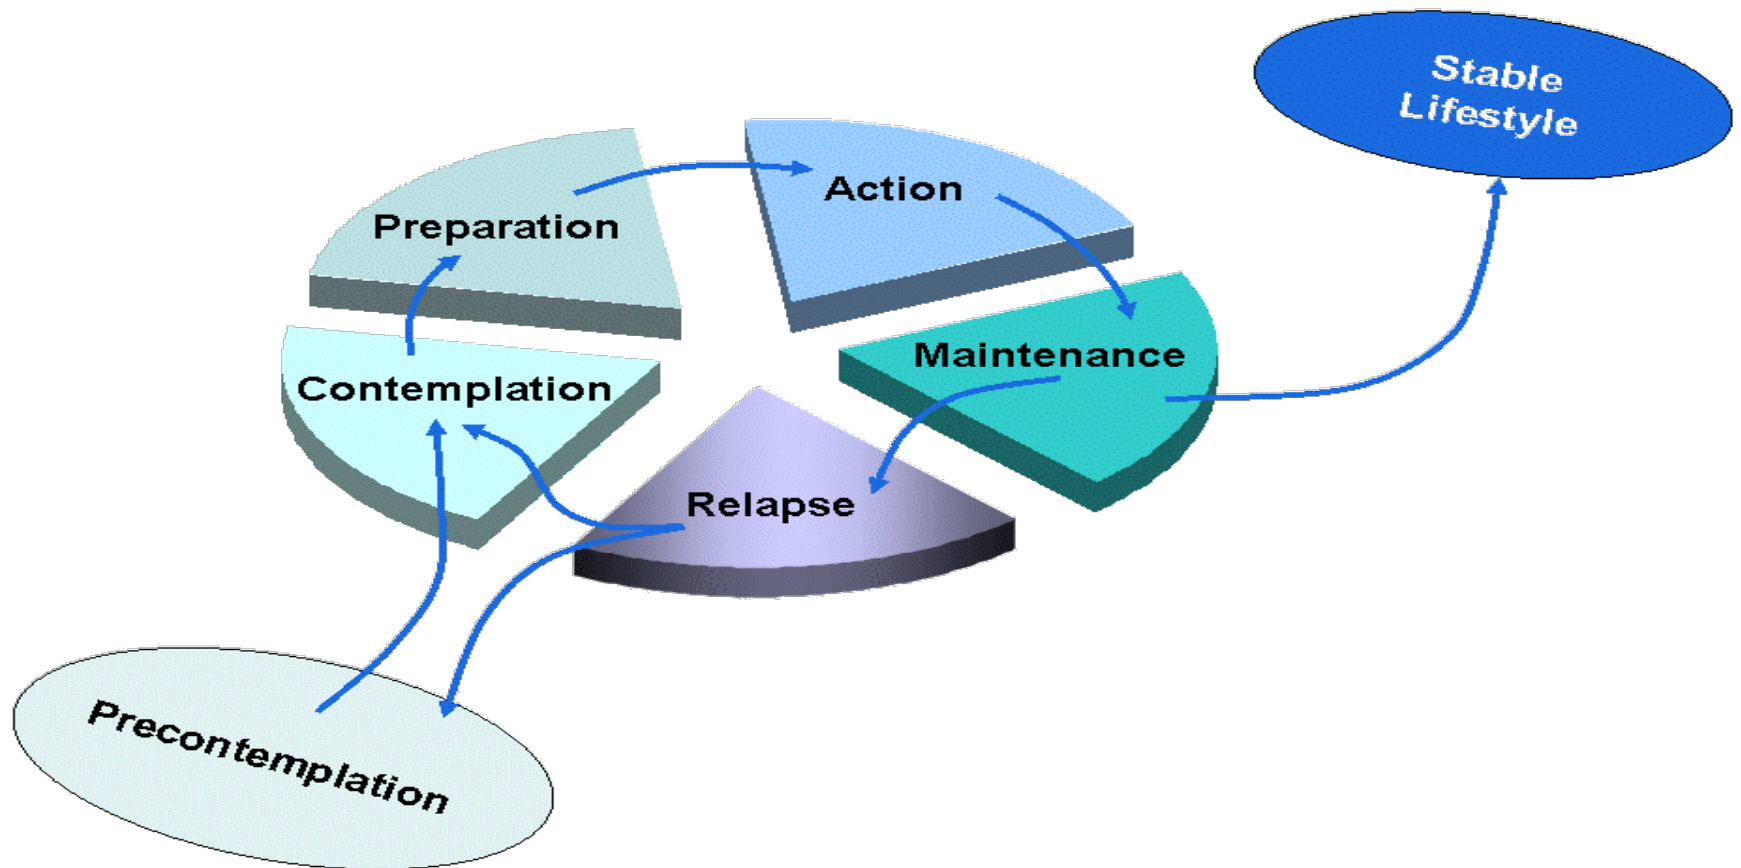 Stable
Lifestyle
Action
Preparation
Maintenance
Contemplation
Relapse
Precontemplation